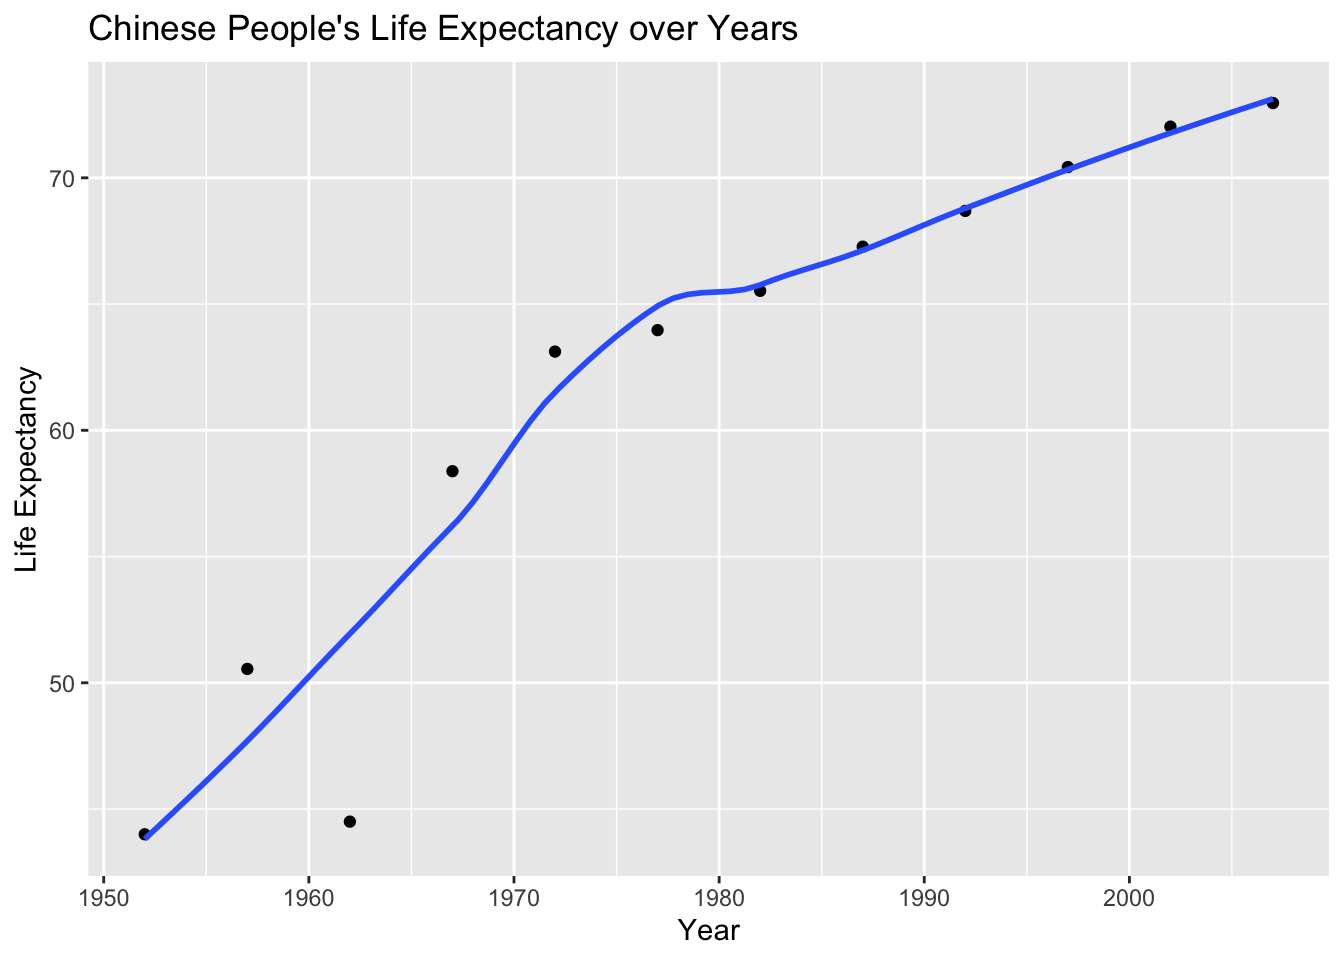 Chinese People's Life Expectancy over Years
Life Expectancy
70
60
50
1950 1960 1970 1980 1990 2000
Year